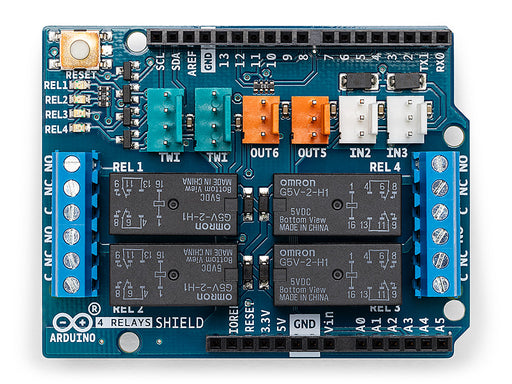 RESET
REL1
REL2
REL3
REL4
SCL
SDA
AREF
GND
13
12
11
10
9
8
7
6
5
4
3
2
TX1
RX0
TWI
TWI
OUT6
OUT5
IN2
IN3
REL 1
REL 4
NO
NC
C
NO
NC
C
5VDC
Bottom View
MADE IN CHINA
OMRON
G5V-2-H1
OMRON
G5V-2-H1
5VDC
Bottom View
MADE IN CHINA
5VDC
Bottom View
MADE IN CHINA
OMRON
G5V-2-H1
OMRON
G5V-2-H1
5VDC
Bottom View
MADE IN CHINA
NO
NC
C
NO
NC
C
REL 2
REL 3
®
ARDUINO
4 RELAYS SHIELD
RESET
3.3V
5V
GND
Vin
A0
A1
A2
A3
A4
A5